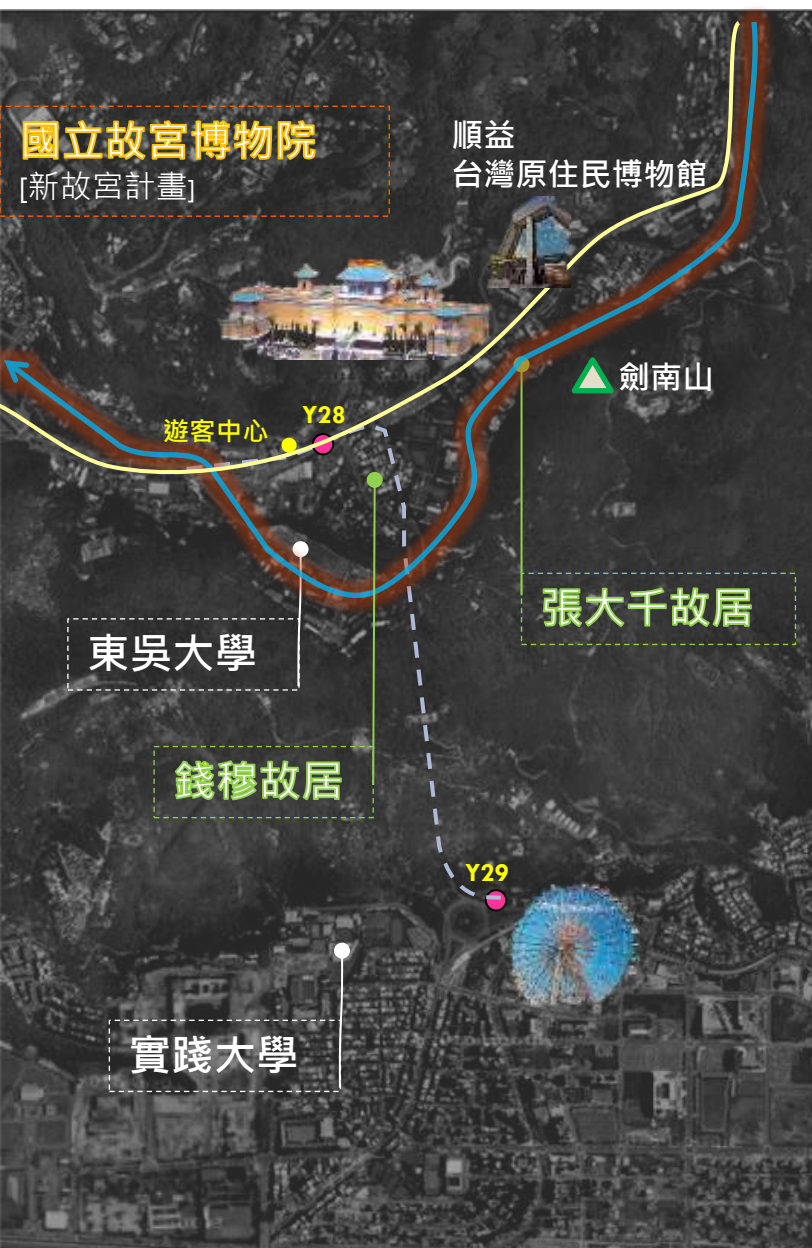 國立故宮博物院
[新故宮計畫]
順益
台灣原住民博物館
劍南山
Y28
遊客中心
張大千故居
東吳大學
錢穆故居
Y29
實踐大學